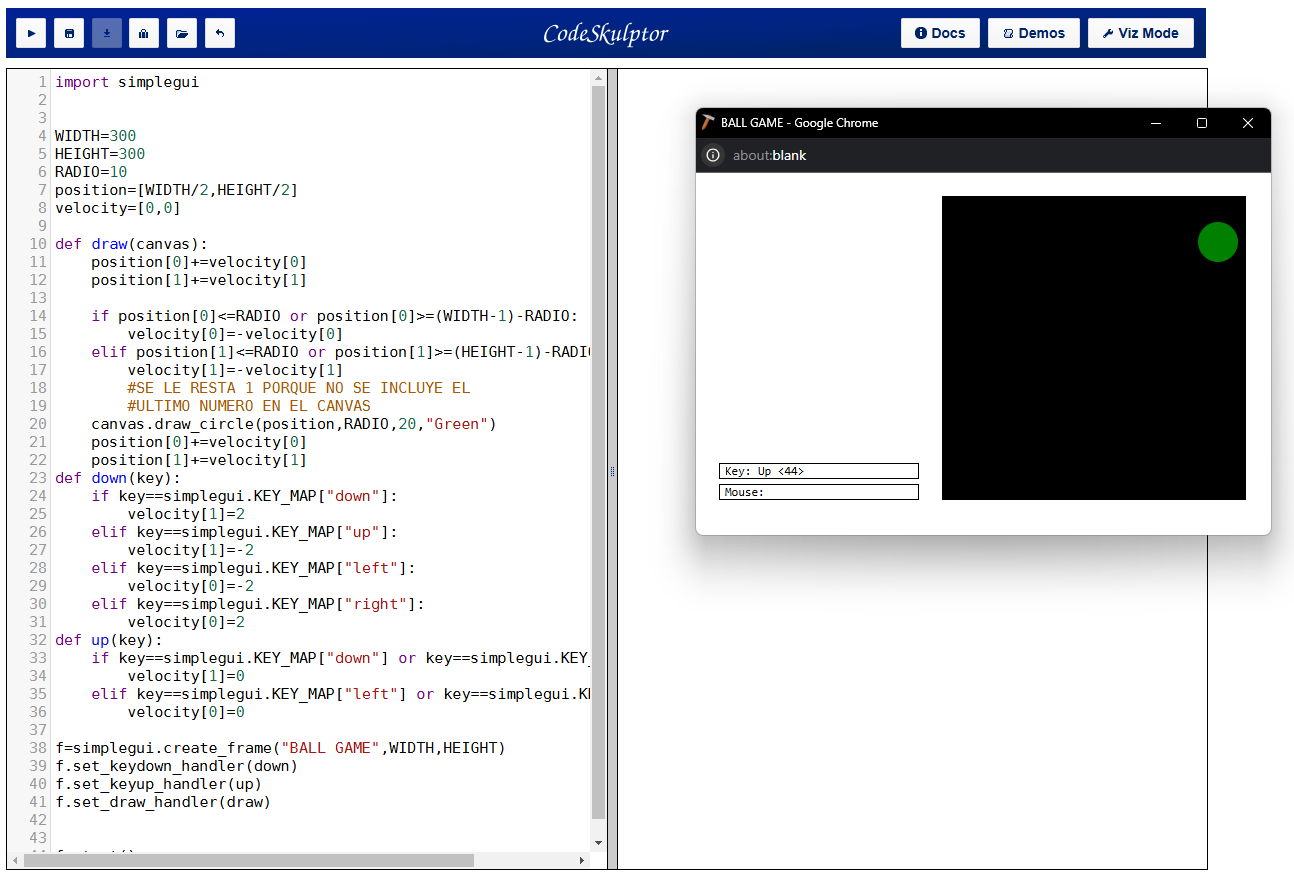 CodeSkulptor
Docs
Demos
Viz Mode
1 import simplegui
2
3
4 WIDTH=300
5 HEIGHT=300
6 RADIO=10
7 position=[WIDTH/2,HEIGHT/2]
8 velocity=[0,0]
9
10 def draw(canvas):
11 position[0]+=velocity[0]
12 position[1]+=velocity[1]
13
14 if position[0]<=RADIO or position[0]>=(WIDTH-1)-RADIO:
15 velocity[0]=-velocity[0]
16 elif position[1]<=RADIO or position[1]>=(HEIGHT-1)-RADI
17 velocity[1]=-velocity[1]
18 #SE LE RESTA 1 PORQUE NO SE INCLUYE EL
19 #ULTIMO NUMERO EN EL CANVAS
20 canvas.draw_circle(position,RADIO,20,"Green")
21 position[0]+=velocity[0]
22 position[1]+=velocity[1]
23 def down(key):
24 if key==simplegui.KEY_MAP["down"]:
25 velocity[1]=2
26 elif key==simplegui.KEY_MAP["up"]:
27 velocity[1]=-2
28 elif key==simplegui.KEY_MAP["left"]:
29 velocity[0]=-2
30 elif key==simplegui.KEY_MAP["right"]:
31 velocity[0]=2
32 def up(key):
33 if key==simplegui.KEY_MAP["down"] or key==simplegui.KEY_
34 velocity[1]=0
35 elif key==simplegui.KEY_MAP["left"] or key==simplegui.K
36 velocity[0]=0
37
38 f=simplegui.create_frame("BALL GAME",WIDTH,HEIGHT)
39 f.set_keydown_handler(down)
40 f.set_keyup_handler(up)
41 f.set_draw_handler(draw)
42
43
BALL GAME - Google Chrome
about:blank
Key: Up <44>
Mouse: